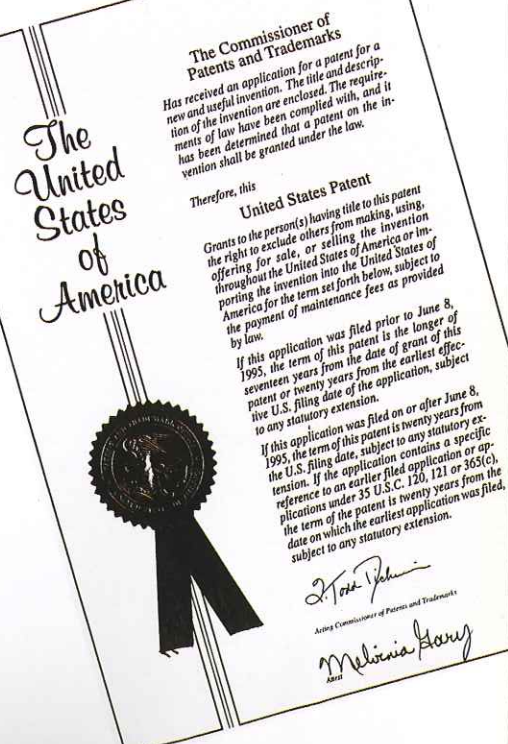 The
United
States
of
America
The Commissioner of
Patents and Trademarks
Has received an application for a patent for a
new and useful invention. The title and descrip-
tion of the invention are enclosed. The require-
ments of law have been complied with, and it
has been determined that a patent on the in-
vention shall be granted under the law.
Therefore, this
United States Patent
Grants to the person(s) having title to this patent
the right to exclude others from making, using,
offering for sale, or selling the invention
throughout the United States of America or im-
porting the invention into the United States of
America for the term set forth below, subject to
the payment of maintenance fees as provided
by law.
If this application was filed prior to June 8,
1995, the term of this patent is the longer of
seventeen years from the date of grant of this
patent or twenty years from the earliest effec-
tive U.S. filing date of the application, subject
to any statutory extension.
If this application was filed on or after June 8,
1995, the term of this patent is twenty years from
the U.S. filing date, subject to any statutory ex-
tension. If the application contains a specific
reference to an earlier filed application or ap-
plications under 35 U.S.C. 120, 121 or 365(c),
the term of the patent is twenty years from the
date on which the earliest application was filed,
subject to any statutory extension.
Q. Todd Dickinson
Acting Commissioner of Patents and Trademarks
Melvinia Gary
Attest